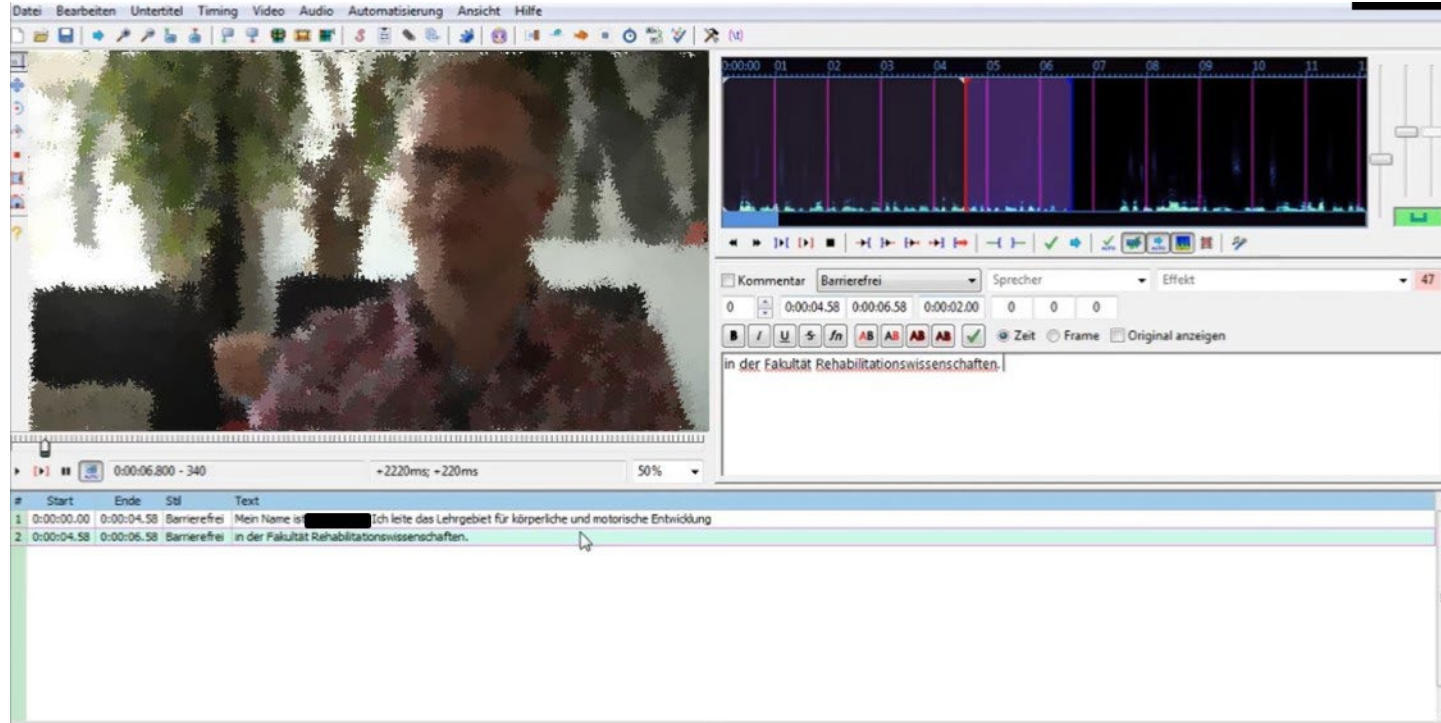 Datei Bearbeiten Untertitel Timing Video Audio Automatisierung Ansicht Hilfe
0:00:00 01 02 03 04 05 06 07 08 09 10 11 1
Kommentar Barrierefrei Sprecher Effekt 47
0 0:00:04.58 0:00:06.58 0:00:02.00 0 0 0
B I U S fn AB AB AB AB Zeit Frame Original anzeigen
in der Fakultät Rehabilitationswissenschaften.
0:00:06.800 - 340 +2220ms; +220ms 50%
# Start Ende Stil Text
1 0:00:00.00 0:00:04.58 Barrierefrei Mein Name ist Ich leite das Lehrgebiet für körperliche und motorische Entwicklung
2 0:00:04.58 0:00:06.58 Barrierefrei in der Fakultät Rehabilitationswissenschaften.